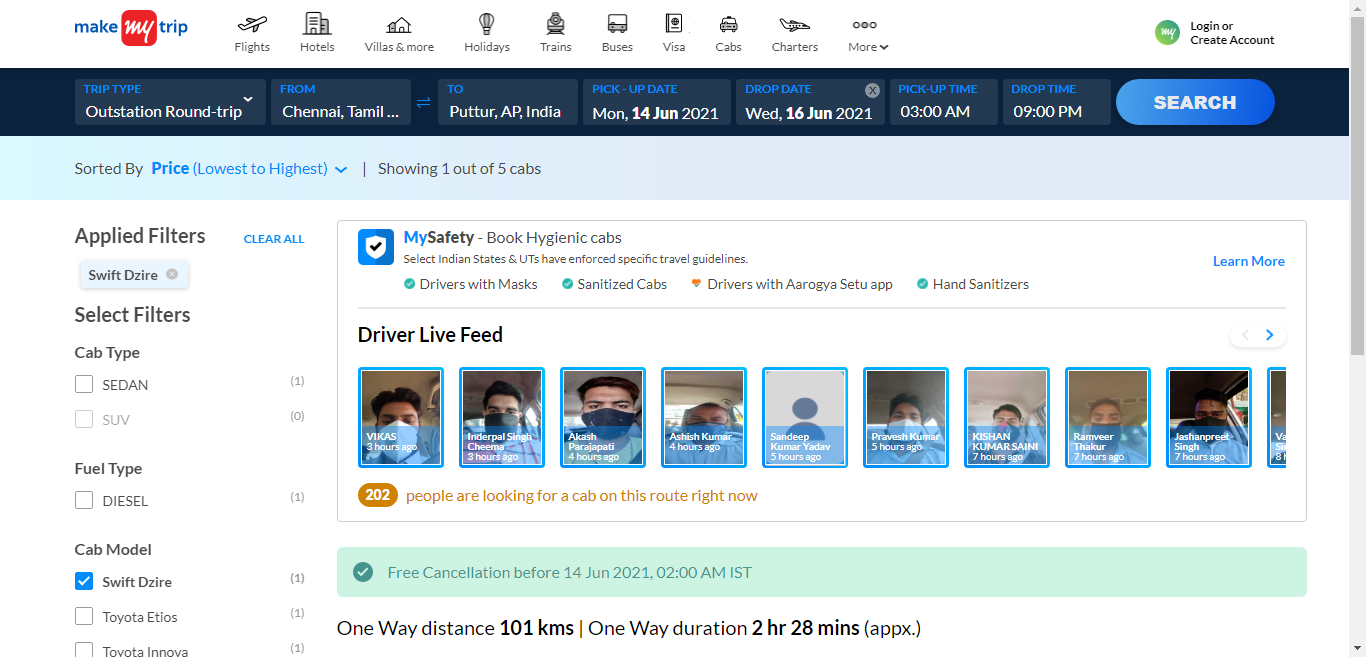 make my trip
Flights
Hotels
Villas & more
Holidays
Trains
Buses
Visa
Cabs
Charters
More
my
Login or
Create Account
TRIP TYPE
Outstation Round-trip
FROM
Chennai, Tamil ...
TO
Puttur, AP, India
PICK - UP DATE
Mon, 14 Jun 2021
DROP DATE
X
Wed, 16 Jun 2021
PICK-UP TIME
03:00 AM
DROP TIME
09:00 PM
SEARCH
Sorted By Price (Lowest to Highest) | Showing 1 out of 5 cabs
Applied Filters
CLEAR ALL
Swift Dzire
Select Filters
Cab Type
SEDAN (1)
SUV (0)
Fuel Type
DIESEL (1)
Cab Model
Swift Dzire (1)
Toyota Etios (1)
Toyota Innova (1)
MySafety - Book Hygienic cabs
Select Indian States & UTs have enforced specific travel guidelines.
Learn More
Drivers with Masks
Sanitized Cabs
Drivers with Aarogya Setu app
Hand Sanitizers
Driver Live Feed
VIKAS
3 hours ago
Inderpal Singh
Cheema
3 hours ago
Akash
Parajapati
4 hours ago
Ashish Kumar
4 hours ago
Sandeep
Kumar Yadav
5 hours ago
Pravesh Kumar
5 hours ago
KISHAN
KUMAR SAINI
7 hours ago
Ramveer
Thakur
7 hours ago
Jashanpreet
Singh
7 hours ago
202 people are looking for a cab on this route right now
Free Cancellation before 14 Jun 2021, 02:00 AM IST
One Way distance 101 kms | One Way duration 2 hr 28 mins (appx.)